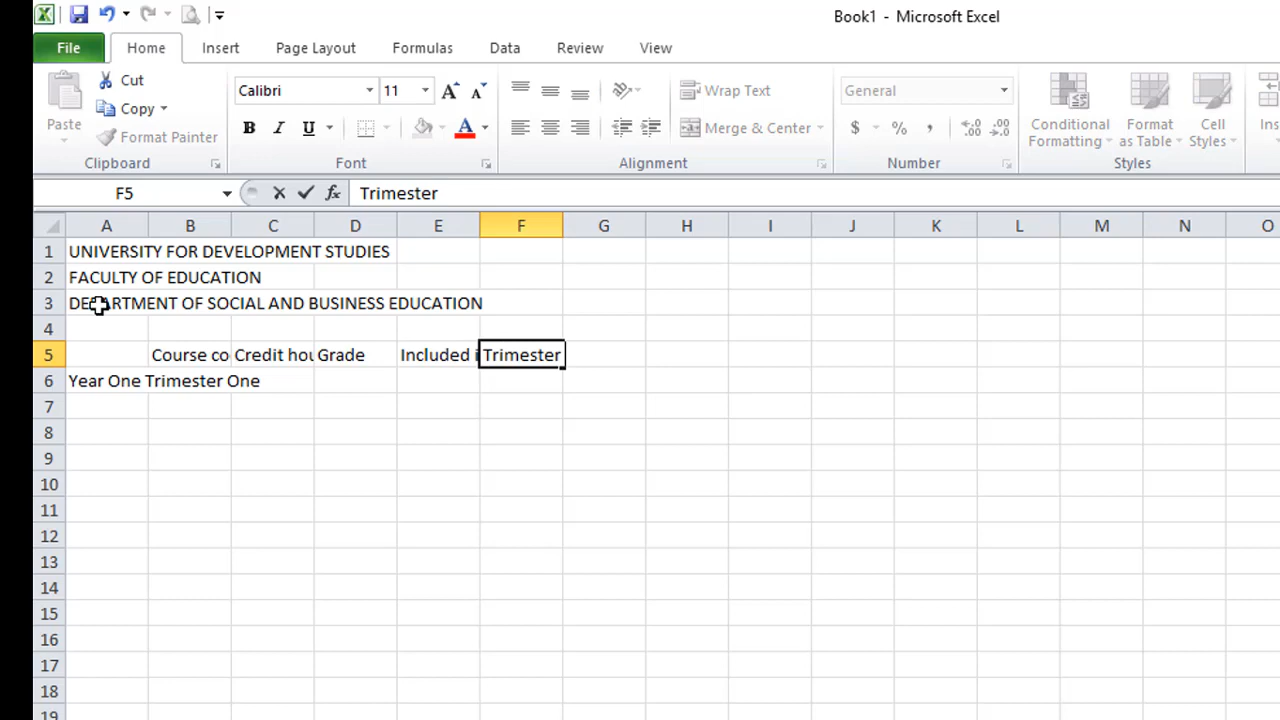 Book1 - Microsoft Excel
File Home Insert Page Layout Formulas Data Review View
Paste Cut Copy Format Painter Clipboard
Calibri 11 B I U A Font
Wrap Text Merge & Center Alignment
General $ % , Number
Conditional Formatting Format as Table Cell Styles Styles
Ins
F5 fx Trimester
A B C D E F G H I J K L M N O
1 UNIVERSITY FOR DEVELOPMENT STUDIES
2 FACULTY OF EDUCATION
3 DEPARTMENT OF SOCIAL AND BUSINESS EDUCATION
4
5 Course co Credit hou Grade Included i Trimester
6 Year One Trimester One
7
8
9
10
11
12
13
14
15
16
17
18
19